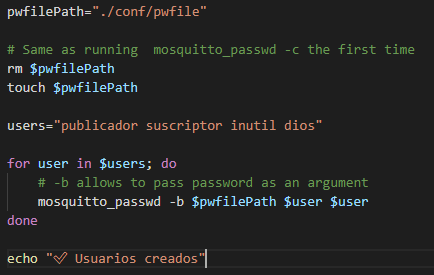 pwfilePath="./conf/pwfile"
# Same as running  mosquitto_passwd -c the first time
rm $pwfilePath
touch $pwfilePath
users="publicador suscriptor inutil dios"
for user in $users; do
    # -b allows to pass password as an argument
    mosquitto_passwd -b $pwfilePath $user $user
done
echo "✅ Usuarios creados"